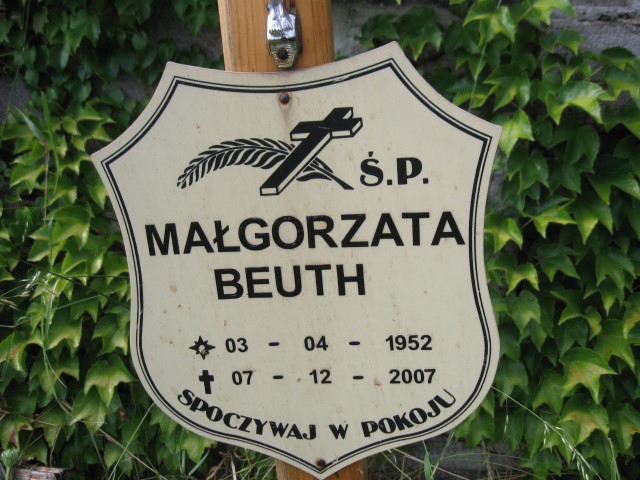 Ś.P.
MAŁGORZATA
BEUTH
03 - 04 - 1952
07 - 12 - 2007
SPOCZYWAJ W POKOJU